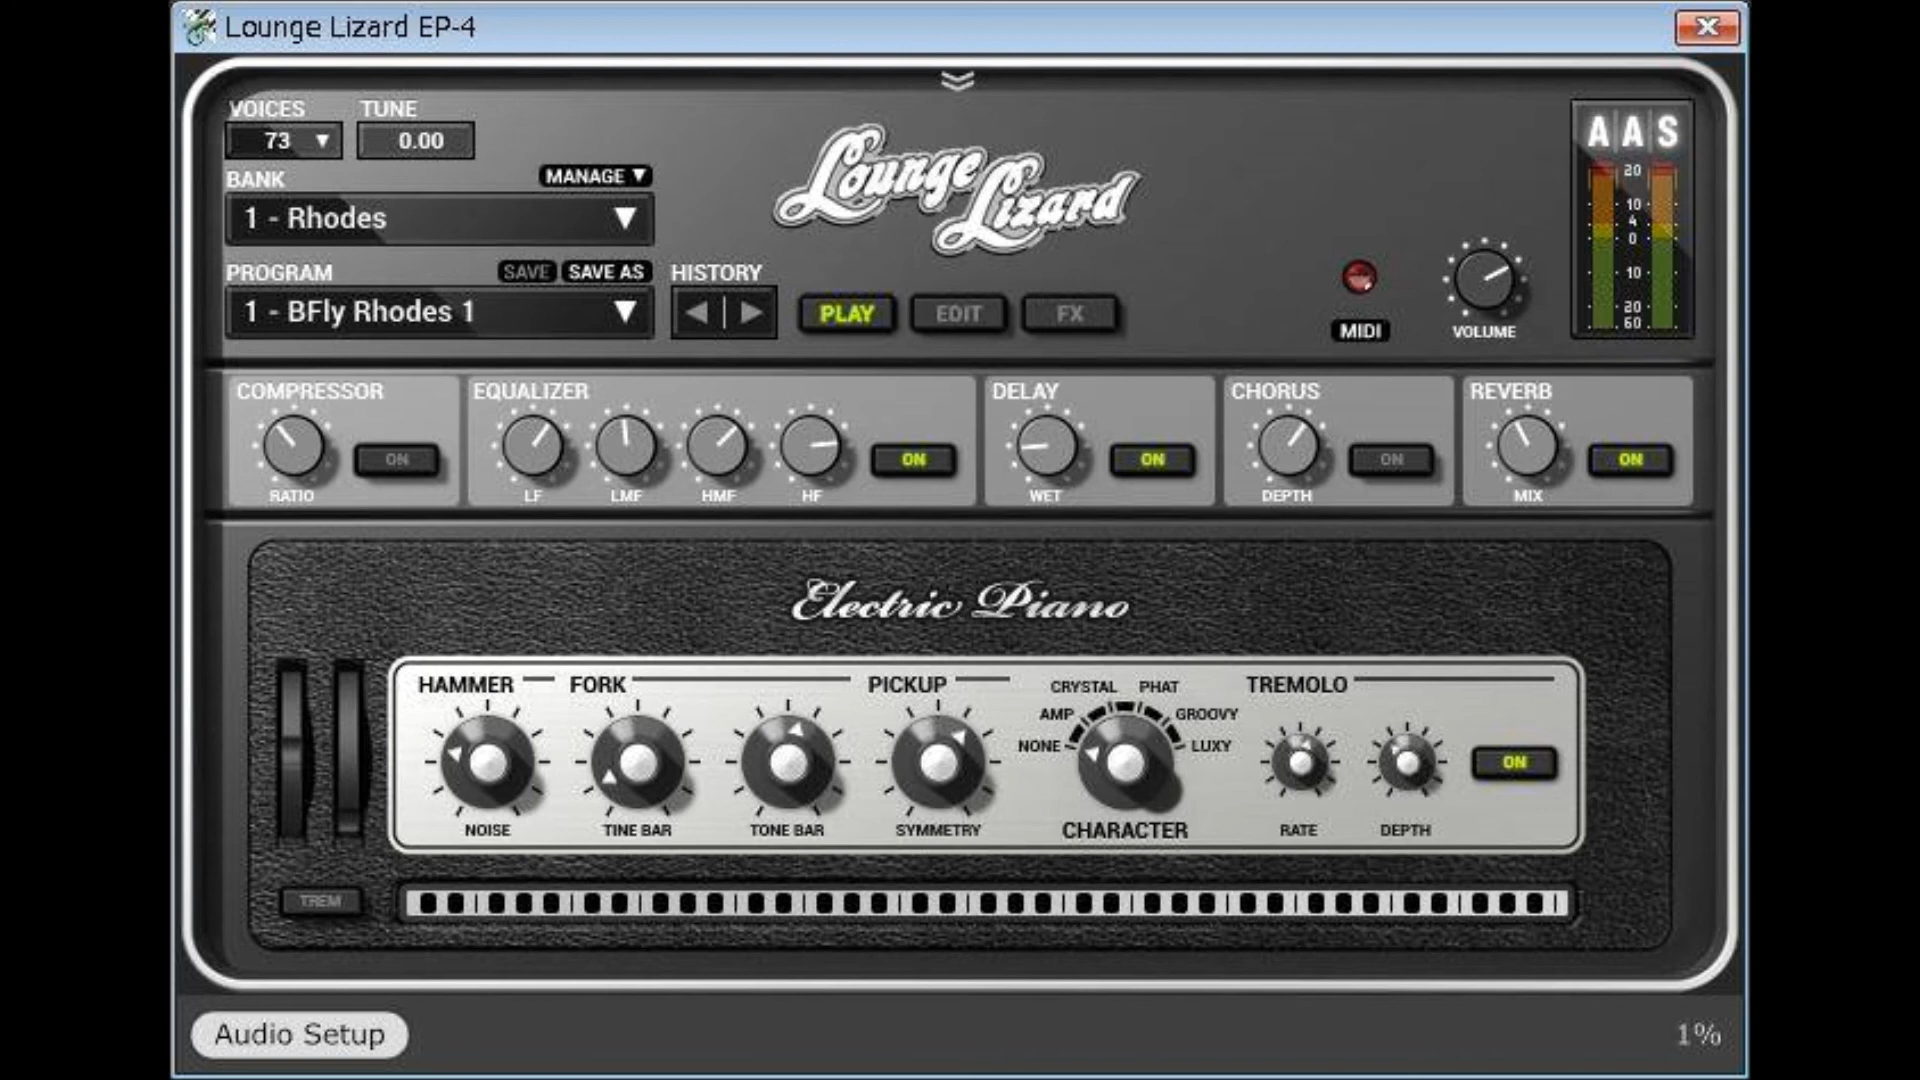 Lounge Lizard EP-4
VOICES TUNE
73 0.00
BANK MANAGE
1 - Rhodes
Lounge Lizard
PROGRAM SAVE SAVE AS HISTORY
1 - BFly Rhodes 1
PLAY EDIT FX
MIDI
VOLUME
AAS
20
10
4
0
10
20
60
COMPRESSOR EQUALIZER DELAY CHORUS REVERB
ON ON ON ON ON
RATIO LF LMF HMF HF WET DEPTH MIX
Electric Piano
HAMMER FORK PICKUP CRYSTAL PHAT TREMOLO
AMP GROOVY
NONE LUXY
ON
NOISE TINE BAR TONE BAR SYMMETRY CHARACTER RATE DEPTH
TREM
Audio Setup 1%